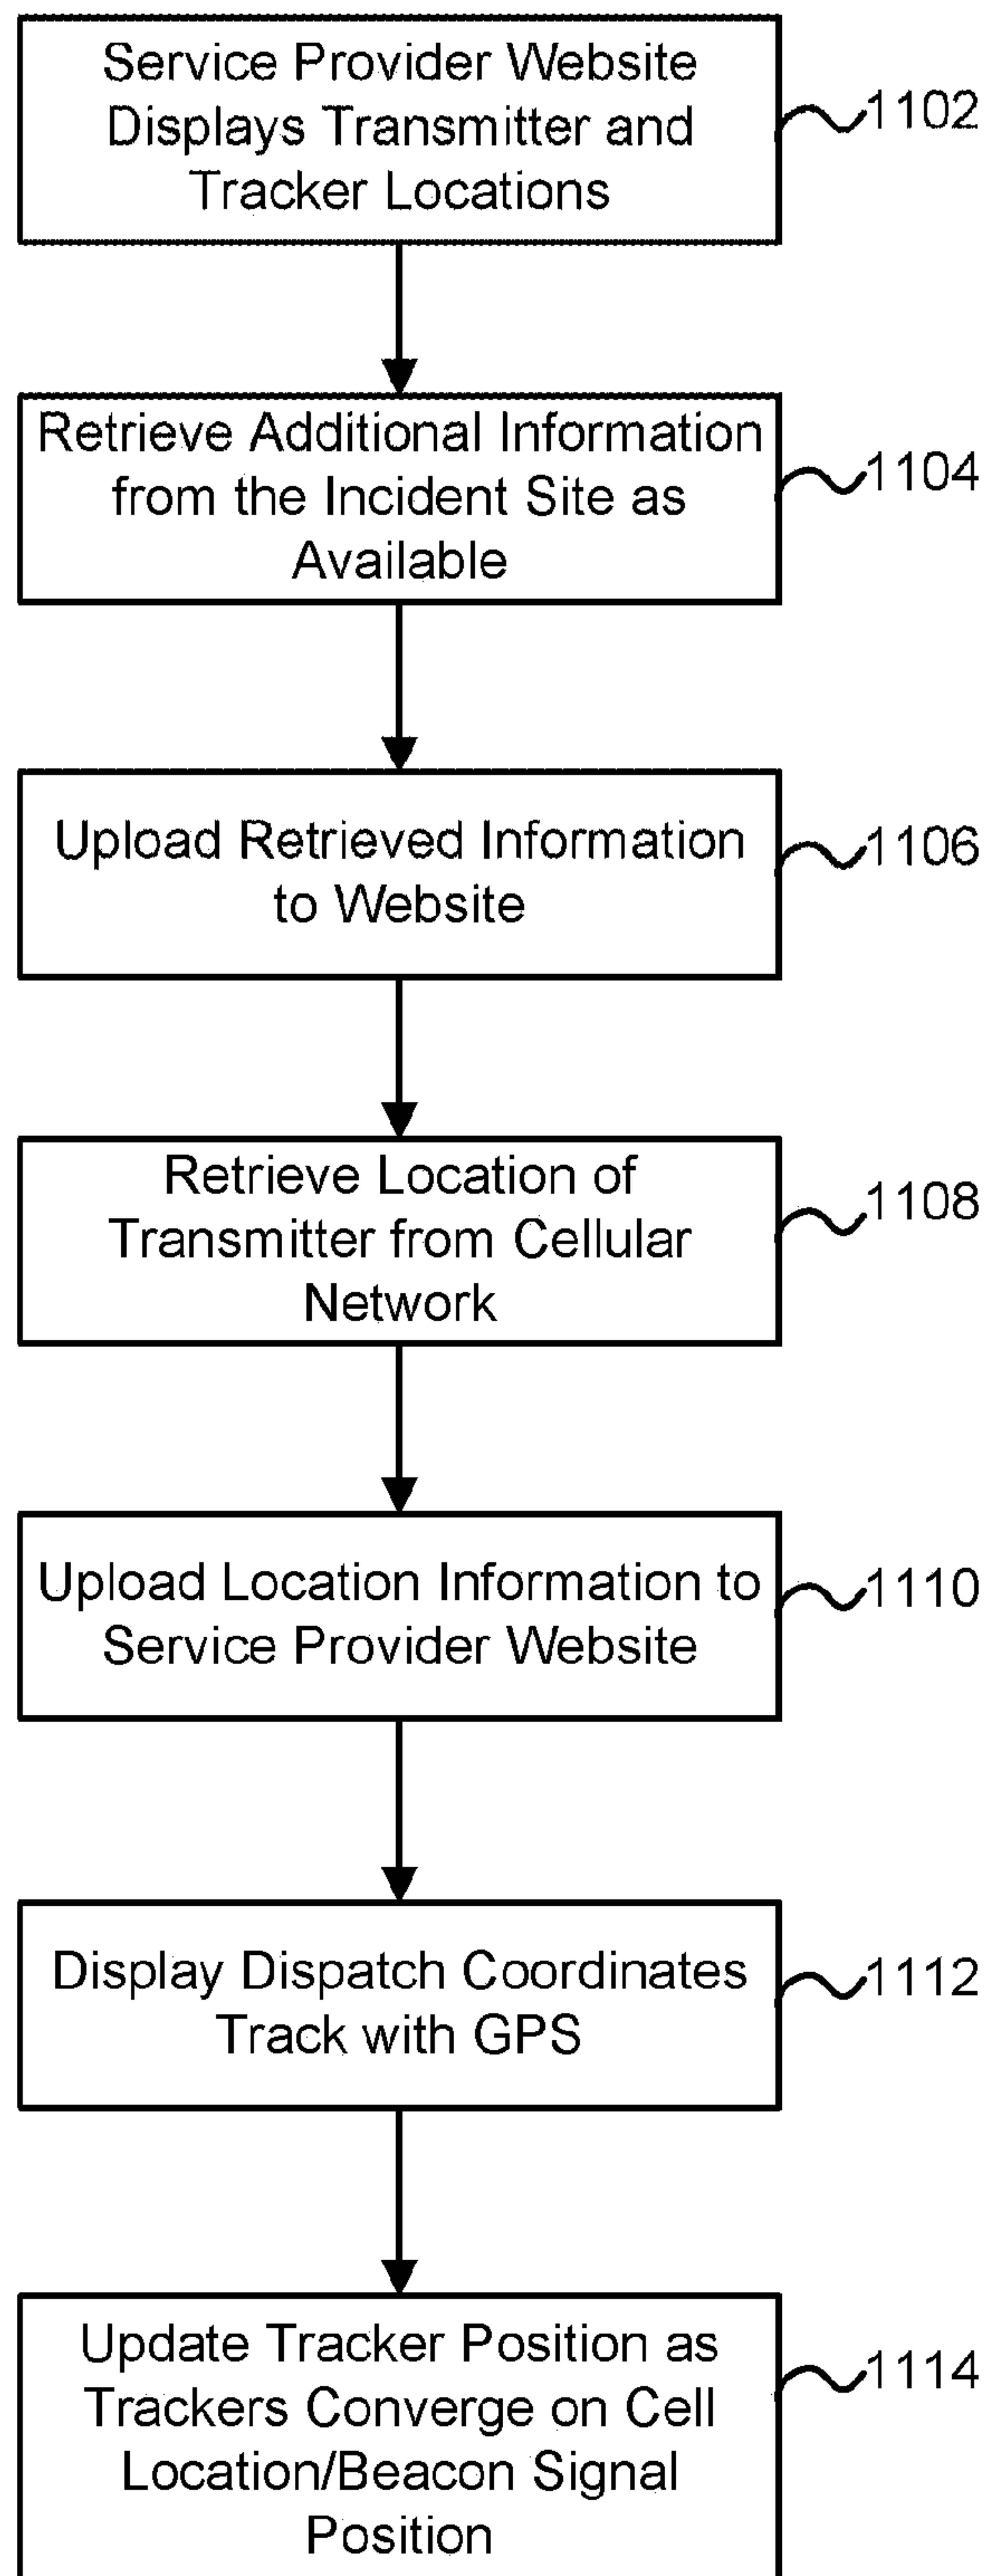 Service Provider Website
Displays Transmitter and
Tracker Locations
1102
Retrieve Additional Information
from the Incident Site as
Available
1104
Upload Retrieved Information
to Website
1106
Retrieve Location of
Transmitter from Cellular
Network
1108
Upload Location Information to
Service Provider Website
1110
Display Dispatch Coordinates
Track with GPS
1112
Update Tracker Position as
Trackers Converge on Cell
Location/Beacon Signal
Position
1114